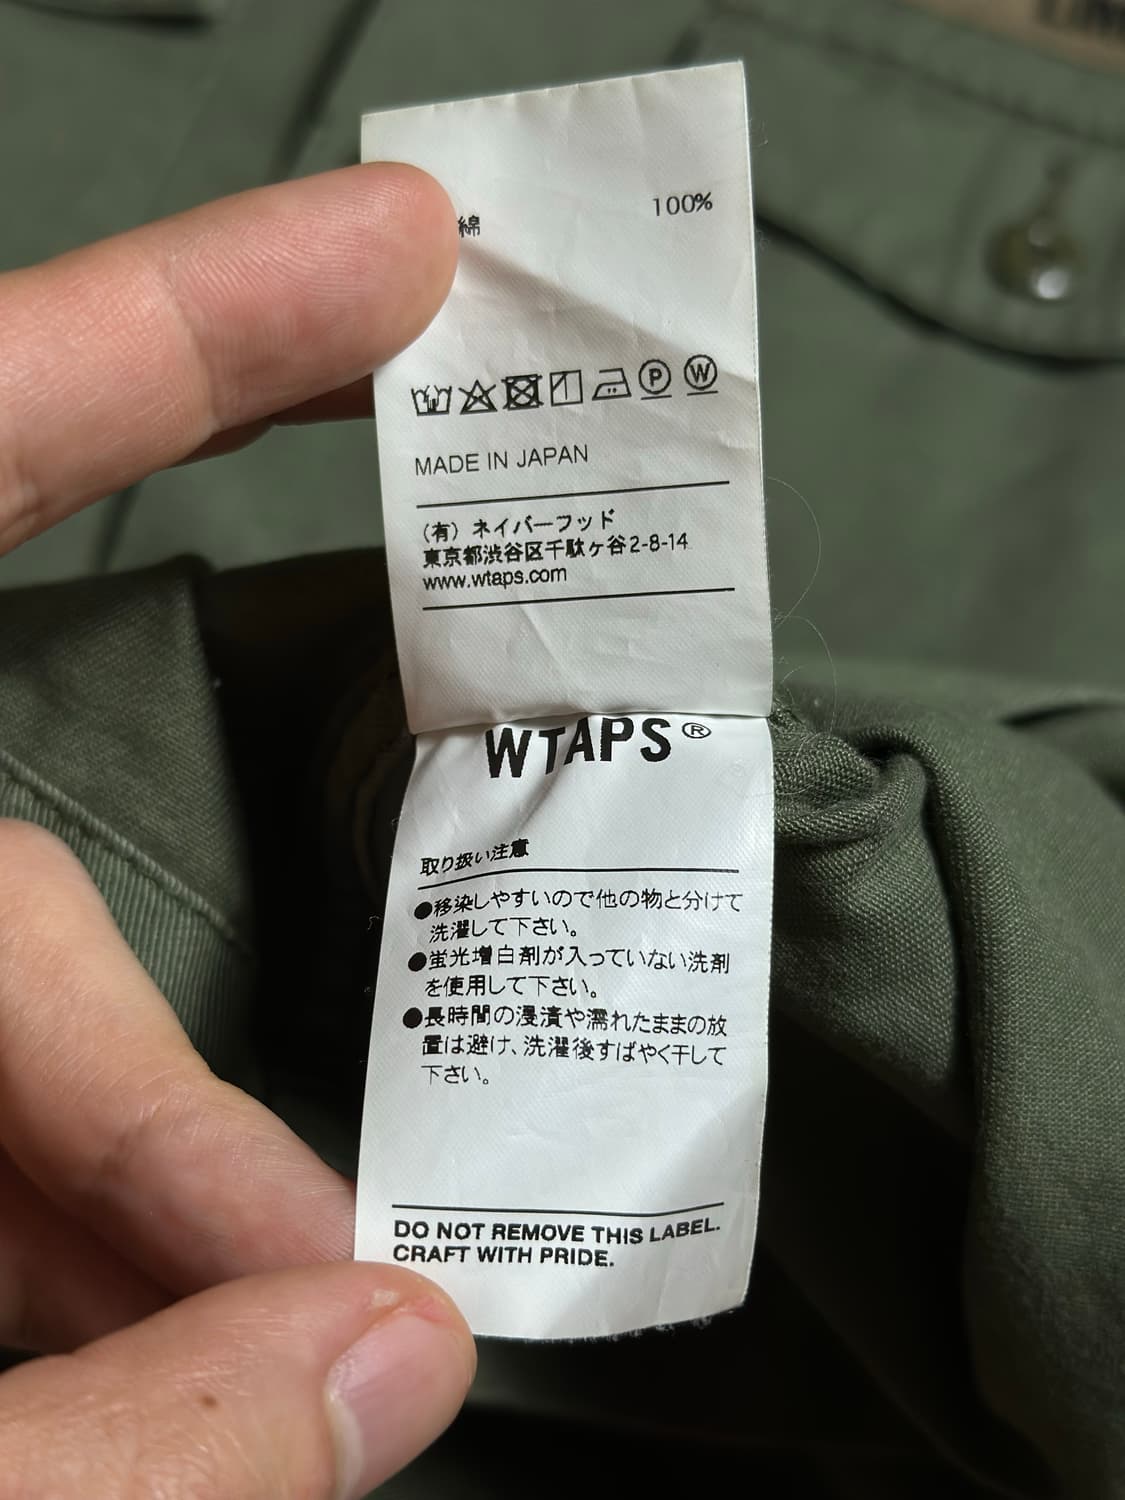 綿 100%
P W
MADE IN JAPAN
(有) ネイバーフッド
東京都渋谷区千駄ヶ谷2-8-14
www.wtaps.com
WTAPS®
取り扱い注意
●移染しやすいので他の物と分けて
洗濯して下さい。
●蛍光増白剤が入っていない洗剤
を使用して下さい。
●長時間の浸漬や濡れたままの放
置は避け、洗濯後すばやく干して
下さい。
DO NOT REMOVE THIS LABEL.
CRAFT WITH PRIDE.